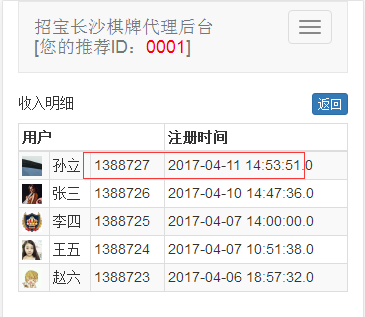 招宝长沙棋牌代理后台
[您的推荐ID：0001]
收入明细 返回
用户 注册时间
孙立 1388727 2017-04-11 14:53:51.0
张三 1388726 2017-04-10 14:47:36.0
李四 1388725 2017-04-07 14:00:00.0
王五 1388724 2017-04-07 10:51:38.0
赵六 1388723 2017-04-06 18:57:32.0